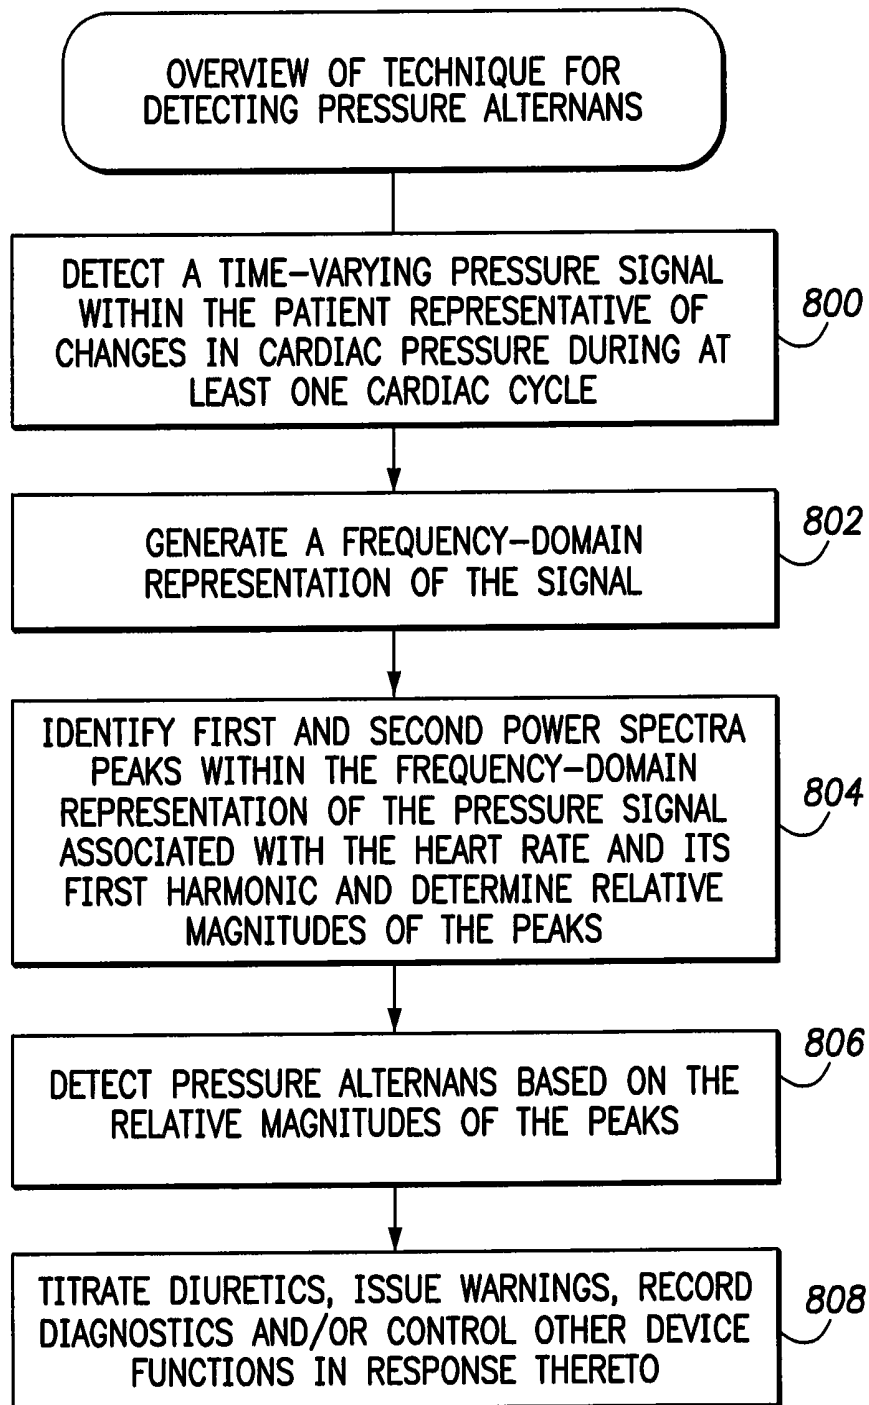 OVERVIEW OF TECHNIQUE FOR
DETECTING PRESSURE ALTERNANS
DETECT A TIME-VARYING PRESSURE SIGNAL
WITHIN THE PATIENT REPRESENTATIVE OF
CHANGES IN CARDIAC PRESSURE DURING AT
LEAST ONE CARDIAC CYCLE
800
GENERATE A FREQUENCY-DOMAIN
REPRESENTATION OF THE SIGNAL
802
IDENTIFY FIRST AND SECOND POWER SPECTRA
PEAKS WITHIN THE FREQUENCY-DOMAIN
REPRESENTATION OF THE PRESSURE SIGNAL
ASSOCIATED WITH THE HEART RATE AND ITS
FIRST HARMONIC AND DETERMINE RELATIVE
MAGNITUDES OF THE PEAKS
804
DETECT PRESSURE ALTERNANS BASED ON THE
RELATIVE MAGNITUDES OF THE PEAKS
806
TITRATE DIURETICS, ISSUE WARNINGS, RECORD
DIAGNOSTICS AND/OR CONTROL OTHER DEVICE
FUNCTIONS IN RESPONSE THERETO
808